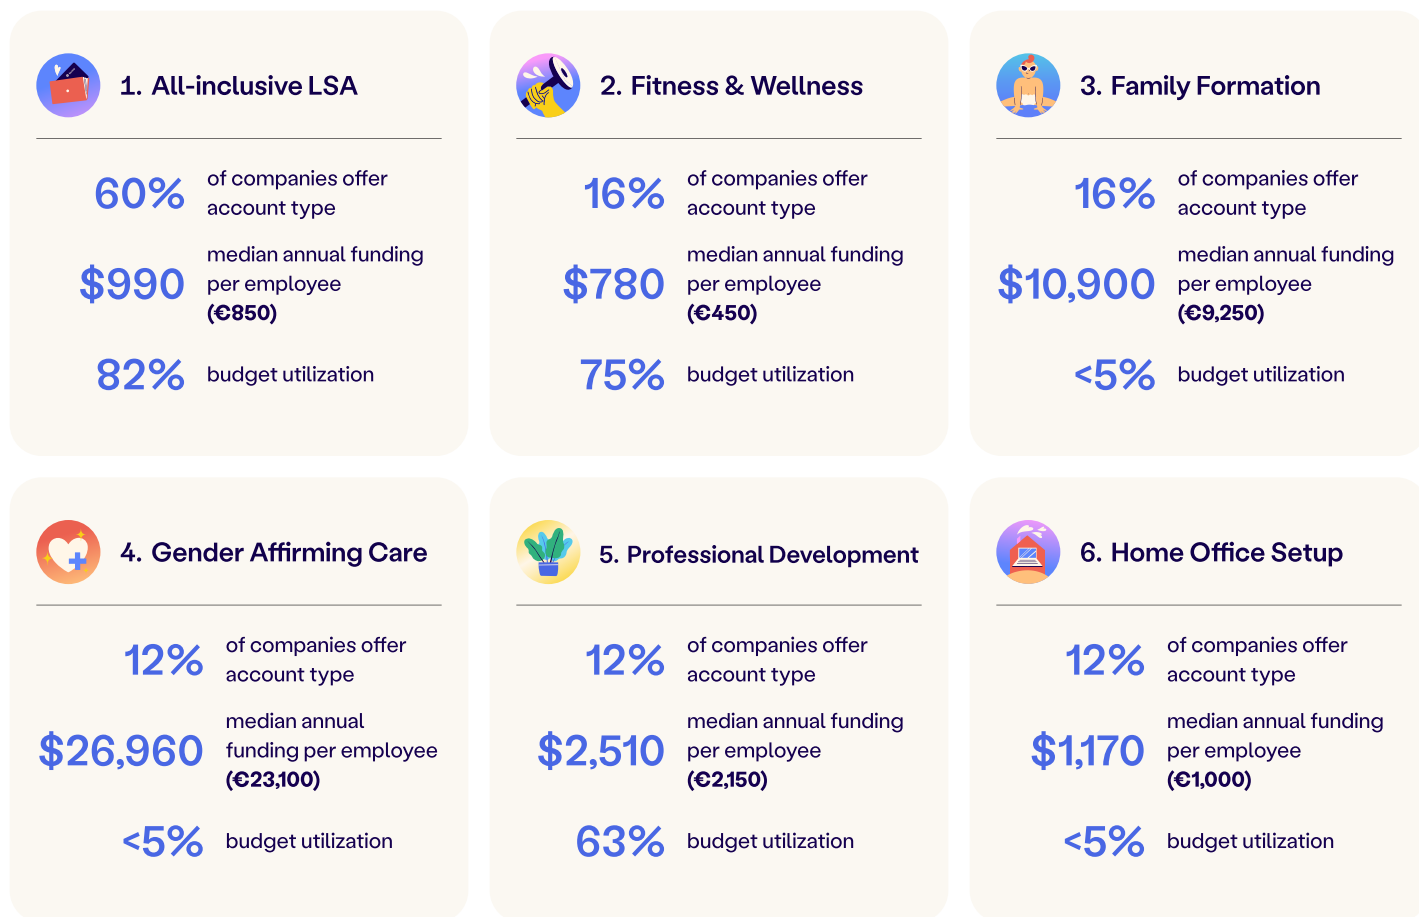 1. All-inclusive LSA
60%
of companies offer
account type
$990
median annual funding
per employee
(€850)
82%
budget utilization
2. Fitness & Wellness
16%
of companies offer
account type
$780
median annual funding
per employee
(€450)
75%
budget utilization
3. Family Formation
16%
of companies offer
account type
$10,900
median annual funding
per employee
(€9,250)
<5%
budget utilization
4. Gender Affirming Care
12%
of companies offer
account type
$26,960
median annual
funding per employee
(€23,100)
<5%
budget utilization
5. Professional Development
12%
of companies offer
account type
$2,510
median annual funding
per employee
(€2,150)
63%
budget utilization
6. Home Office Setup
12%
of companies offer
account type
$1,170
median annual funding
per employee
(€1,000)
<5%
budget utilization